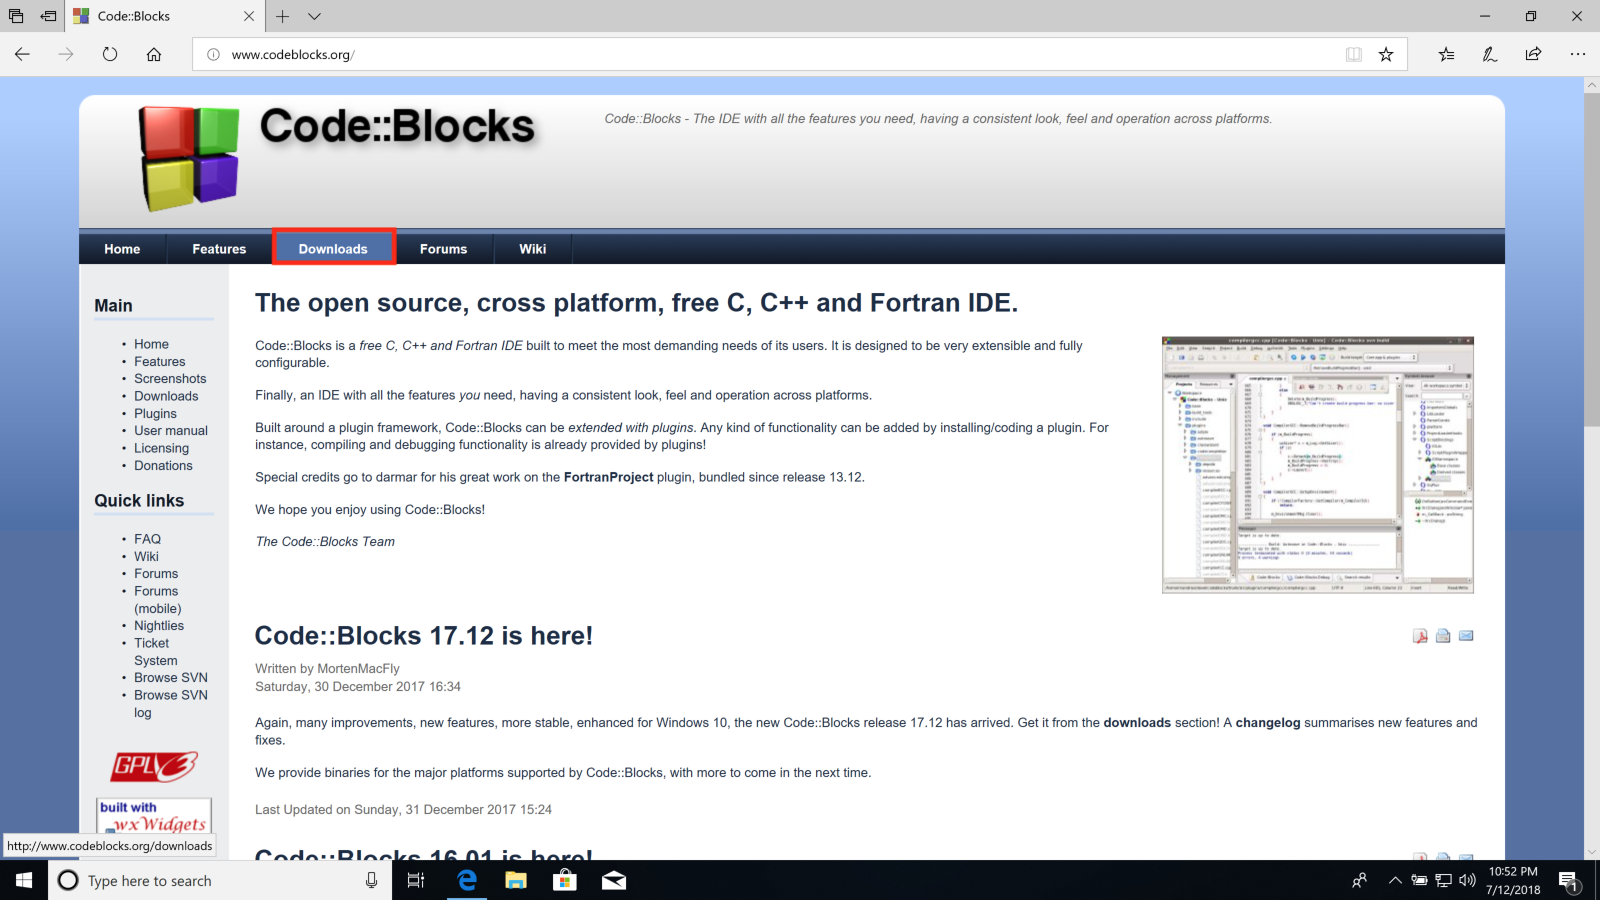 Code::Blocks
www.codeblocks.org/
Code::Blocks
Code::Blocks - The IDE with all the features you need, having a consistent look, feel and operation across platforms.
Home Features Downloads Forums Wiki
Main
• Home
• Features
• Screenshots
• Downloads
• Plugins
• User manual
• Licensing
• Donations
Quick links
• FAQ
• Wiki
• Forums
• Forums
(mobile)
• Nightlies
• Ticket
System
• Browse SVN
• Browse SVN
log
GPLv3
built with
wxWidgets
http://www.codeblocks.org/downloads
The open source, cross platform, free C, C++ and Fortran IDE.
Code::Blocks is a free C, C++ and Fortran IDE built to meet the most demanding needs of its users. It is designed to be very extensible and fully
configurable.
Finally, an IDE with all the features you need, having a consistent look, feel and operation across platforms.
Built around a plugin framework, Code::Blocks can be extended with plugins. Any kind of functionality can be added by installing/coding a plugin. For
instance, compiling and debugging functionality is already provided by plugins!
Special credits go to darmar for his great work on the FortranProject plugin, bundled since release 13.12.
We hope you enjoy using Code::Blocks!
The Code::Blocks Team
Code::Blocks 17.12 is here!
Written by MortenMacFly
Saturday, 30 December 2017 16:34
Again, many improvements, new features, more stable, enhanced for Windows 10, the new Code::Blocks release 17.12 has arrived. Get it from the downloads section! A changelog summarises new features and
fixes.
We provide binaries for the major platforms supported by Code::Blocks, with more to come in the next time.
Last Updated on Sunday, 31 December 2017 15:24
Code::Blocks 16.01 is here!
Type here to search
10:52 PM
7/12/2018
1